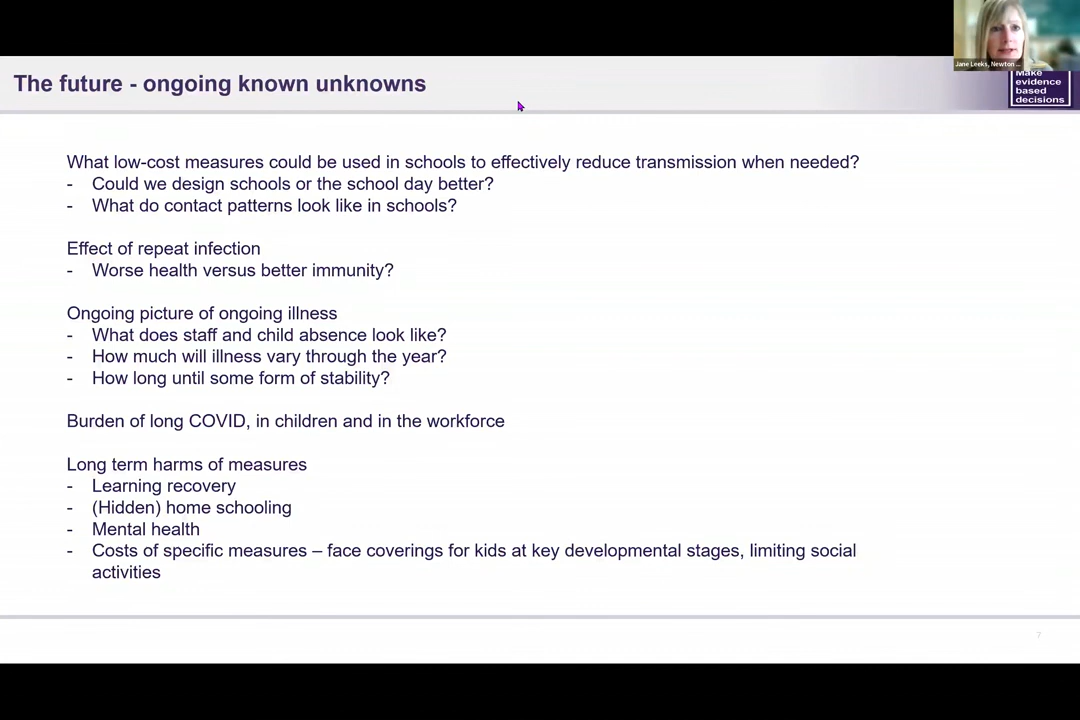 Jane Leeks, Newton ...
The future - ongoing known unknowns
Make
evidence
based
decisions
What low-cost measures could be used in schools to effectively reduce transmission when needed?
- Could we design schools or the school day better?
- What do contact patterns look like in schools?
Effect of repeat infection
- Worse health versus better immunity?
Ongoing picture of ongoing illness
- What does staff and child absence look like?
- How much will illness vary through the year?
- How long until some form of stability?
Burden of long COVID, in children and in the workforce
Long term harms of measures
- Learning recovery
- (Hidden) home schooling
- Mental health
- Costs of specific measures – face coverings for kids at key developmental stages, limiting social
activities
7